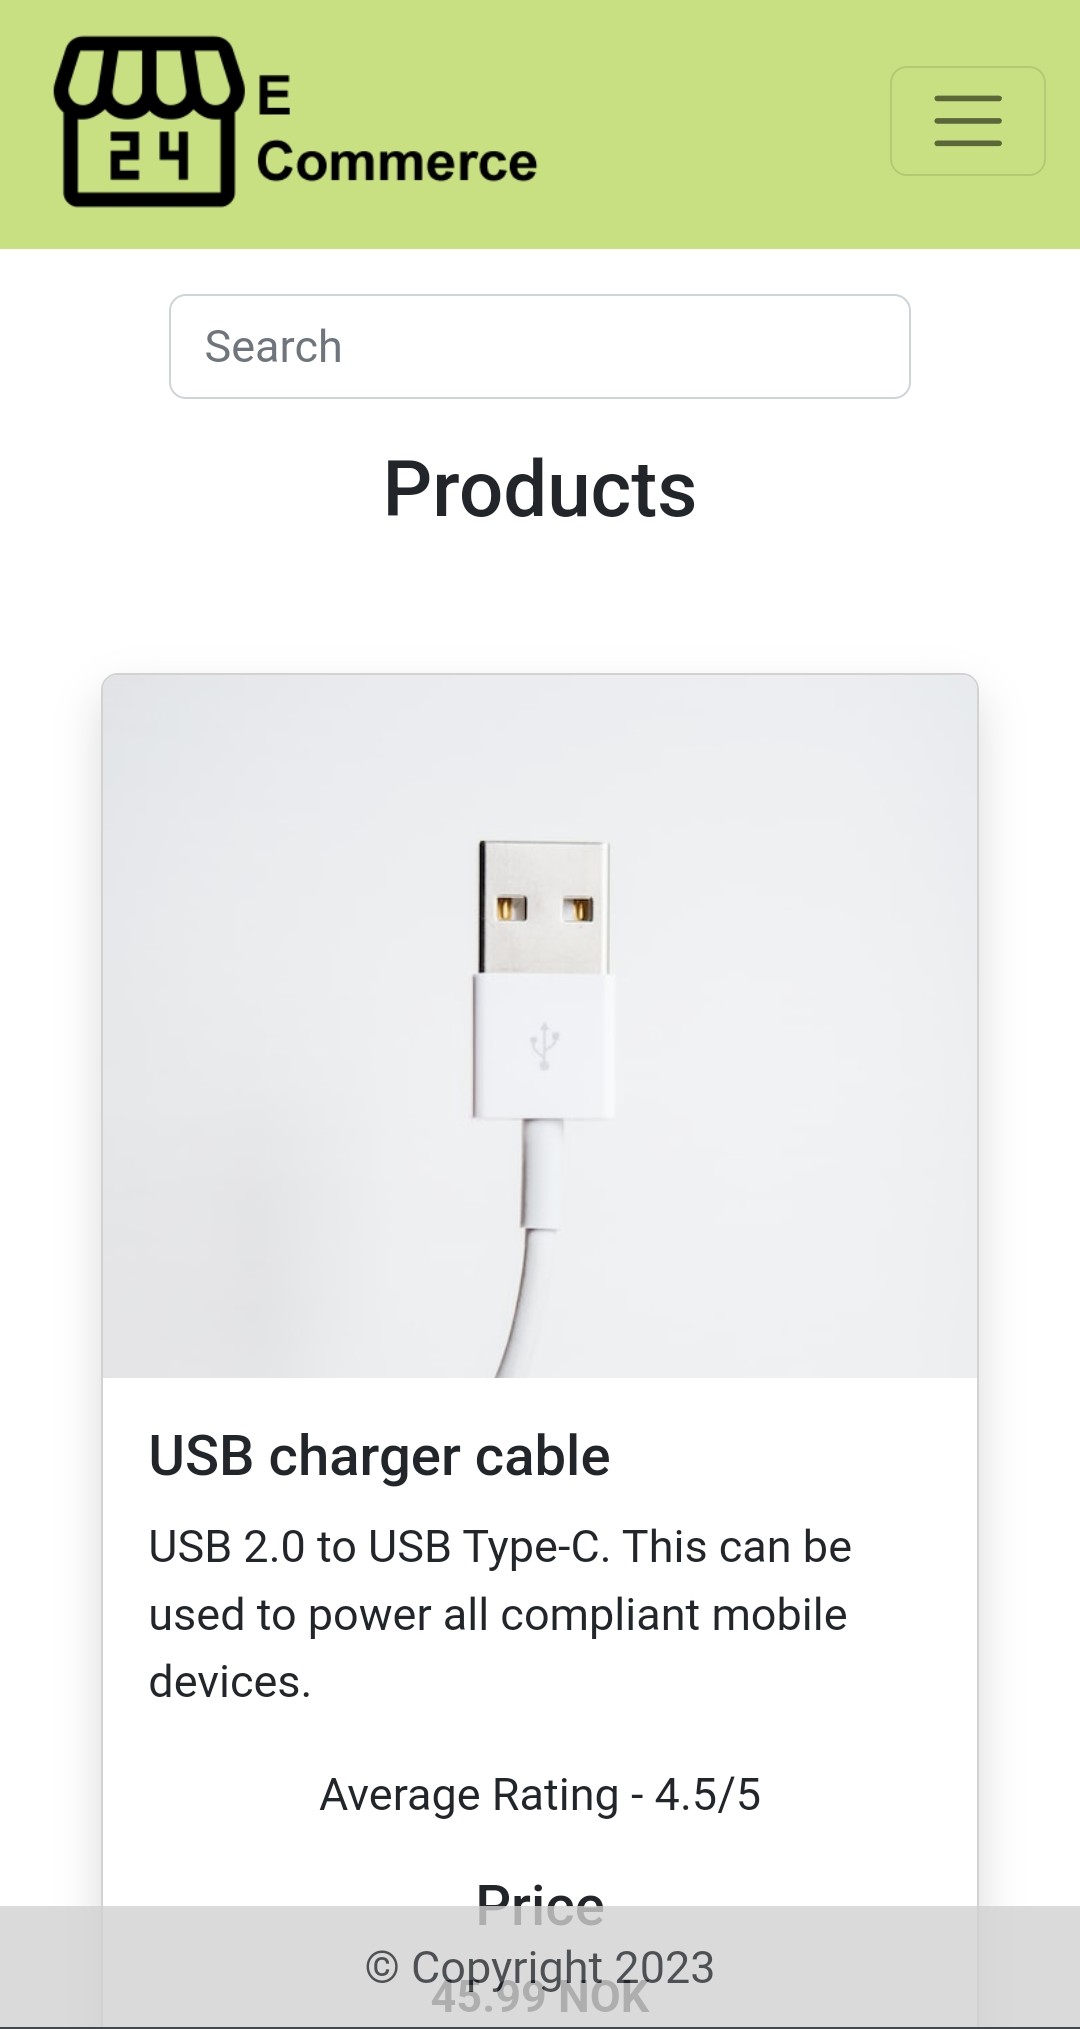 24
E
Commerce
Search
Products
USB charger cable
USB 2.0 to USB Type-C. This can be
used to power all compliant mobile
devices.
Average Rating - 4.5/5
Price
© Copyright 2023
45.99 NOK